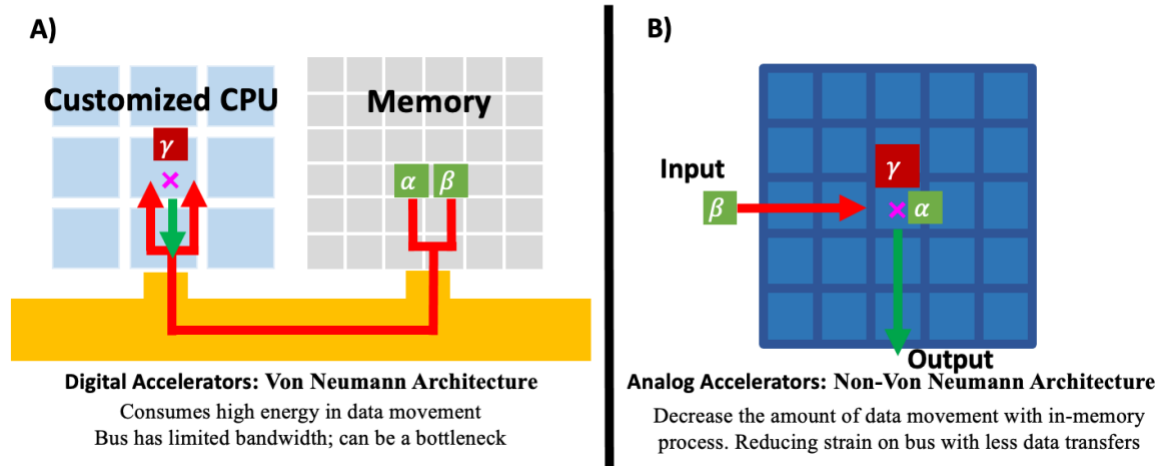 A)
Customized CPU
Memory
γ
×
α β
Digital Accelerators: Von Neumann Architecture
Consumes high energy in data movement
Bus has limited bandwidth; can be a bottleneck
B)
Input
γ
β
× α
Output
Analog Accelerators: Non-Von Neumann Architecture
Decrease the amount of data movement with in-memory
process. Reducing strain on bus with less data transfers